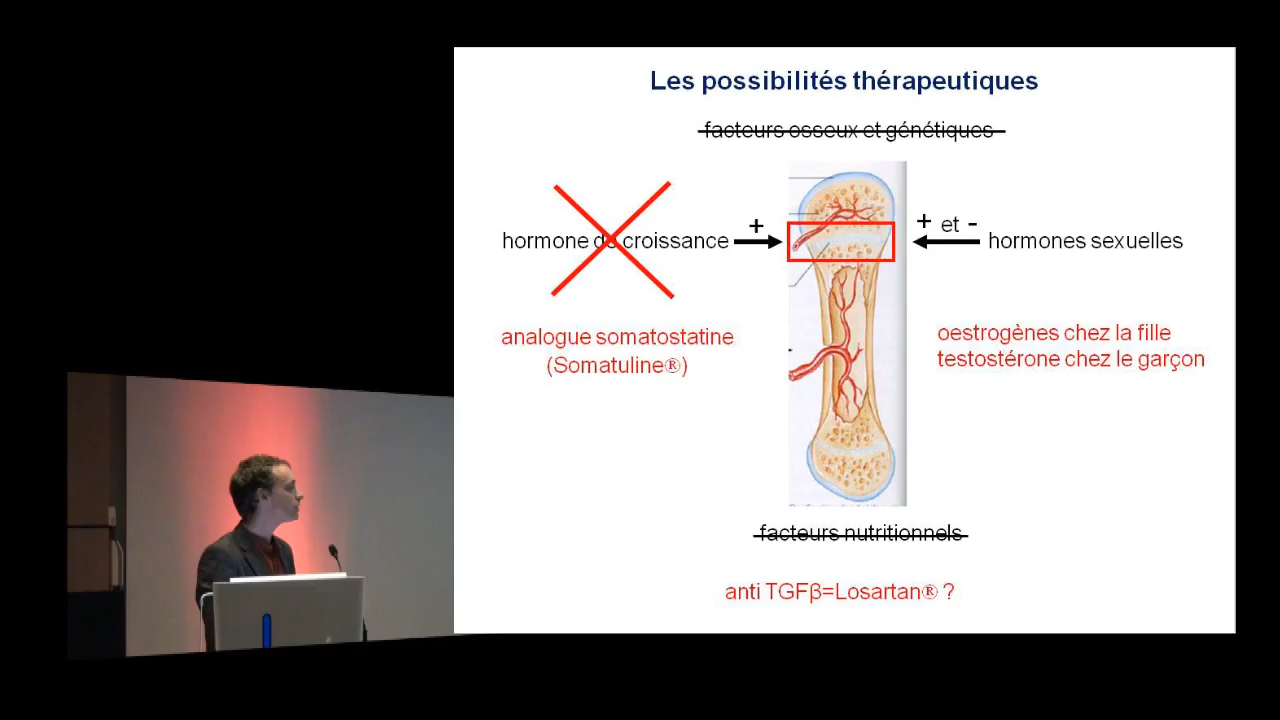 Les possibilités thérapeutiques
facteurs osseux et génétiques
hormone de croissance
+
+ et -
hormones sexuelles
analogue somatostatine
(Somatuline®)
oestrogènes chez la fille
testostérone chez le garçon
facteurs nutritionnels
anti TGFβ=Losartan® ?